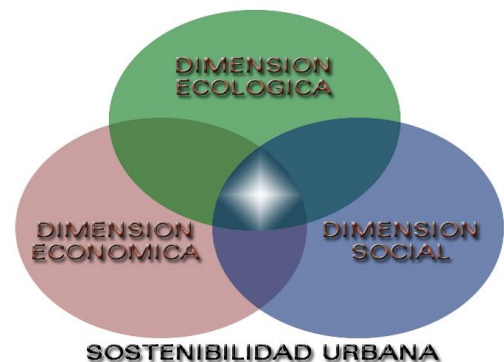 DIMENSION
ECOLOGICA
DIMENSION
ECONOMICA
DIMENSION
SOCIAL
SOSTENIBILIDAD URBANA